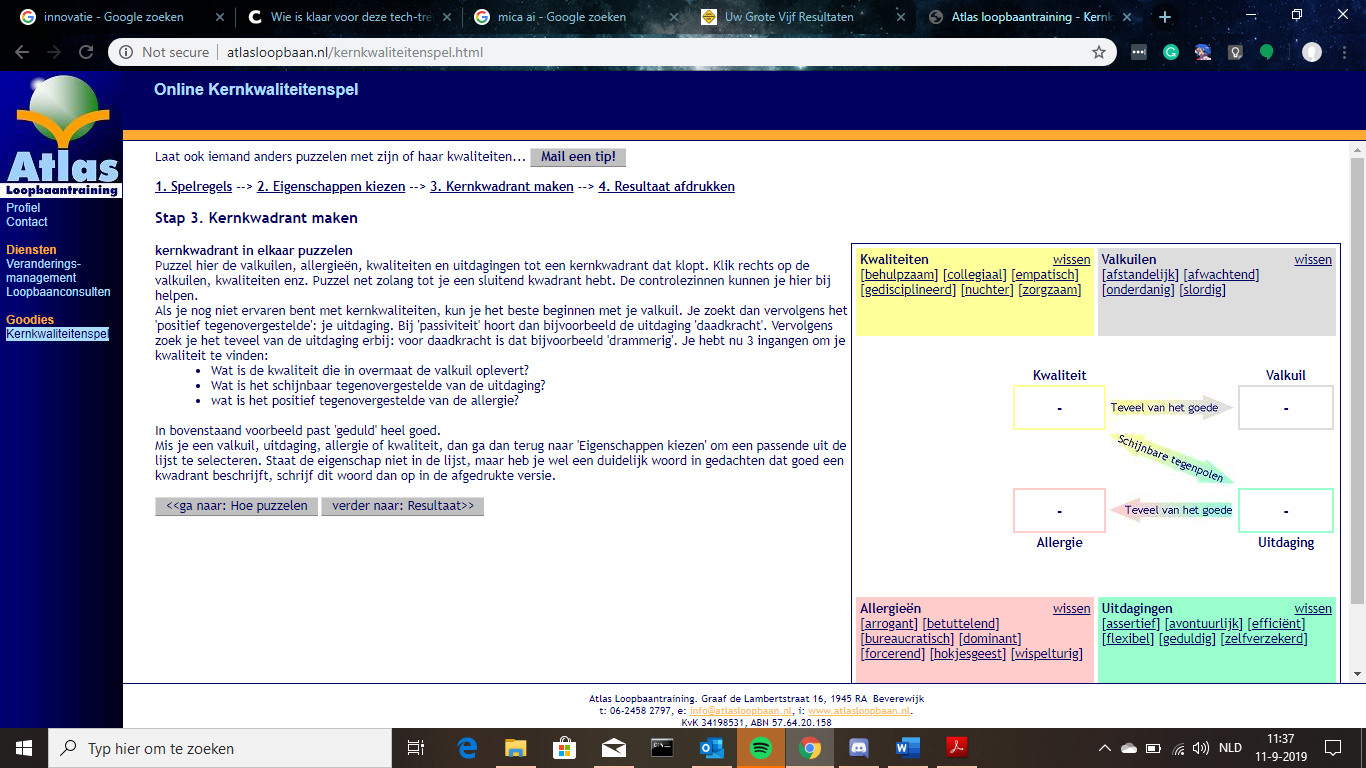 innovatie - Google zoeken
Wie is klaar voor deze tech-tre
mica ai - Google zoeken
Uw Grote Vijf Resultaten
Atlas loopbaantraining - Kernk
Not secure | atlasloopbaan.nl/kernkwaliteitenspel.html
Atlas
Loopbaantraining
Profiel
Contact
Diensten
Veranderings-
management
Loopbaanconsulten
Goodies
Kernkwaliteitenspel
Online Kernkwaliteitenspel
Laat ook iemand anders puzzelen met zijn of haar kwaliteiten... Mail een tip!
1. Spelregels --> 2. Eigenschappen kiezen --> 3. Kernkwadrant maken --> 4. Resultaat afdrukken
Stap 3. Kernkwadrant maken
kernkwadrant in elkaar puzzelen
Puzzel hier de valkuilen, allergieën, kwaliteiten en uitdagingen tot een kernkwadrant dat klopt. Klik rechts op de
valkuilen, kwaliteiten enz. Puzzel net zolang tot je een sluitend kwadrant hebt. De controlezinnen kunnen je hier bij
helpen.
Als je nog niet ervaren bent met kernkwaliteiten, kun je het beste beginnen met je valkuil. Je zoekt dan vervolgens het
'positief tegenovergestelde': je uitdaging. Bij 'passiviteit' hoort dan bijvoorbeeld de uitdaging 'daadkracht'. Vervolgens
zoek je het teveel van de uitdaging erbij: voor daadkracht is dat bijvoorbeeld 'drammerig'. Je hebt nu 3 ingangen om je
kwaliteit te vinden:
• Wat is de kwaliteit die in overmaat de valkuil oplevert?
• Wat is het schijnbaar tegenovergestelde van de uitdaging?
• wat is het positief tegenovergestelde van de allergie?
In bovenstaand voorbeeld past 'geduld' heel goed.
Mis je een valkuil, uitdaging, allergie of kwaliteit, dan ga dan terug naar 'Eigenschappen kiezen' om een passende uit de
lijst te selecteren. Staat de eigenschap niet in de lijst, maar heb je wel een duidelijk woord in gedachten dat goed een
kwadrant beschrijft, schrijf dit woord dan op in de afgedrukte versie.
<<ga naar: Hoe puzzelen verder naar: Resultaat>>
Kwaliteiten wissen
[behulpzaam] [collegiaal] [empatisch]
[gedisciplineerd] [nuchter] [zorgzaam]
Valkuilen wissen
[afstandelijk] [afwachtend]
[onderdanig] [slordig]
Kwaliteit Valkuil
- Teveel van het goede -
Schijnbare tegenpolen
- Teveel van het goede -
Allergie Uitdaging
Allergieën wissen
[arrogant] [betuttelend]
[bureaucratisch] [dominant]
[forcerend] [hokjesgeest] [wispelturig]
Uitdagingen wissen
[assertief] [avontuurlijk] [efficiënt]
[flexibel] [geduldig] [zelfverzekerd]
Atlas Loopbaantraining. Graaf de Lambertstraat 16, 1945 RA Beverewijk
t: 06-2458 2797, e: info@atlasloopbaan.nl, i: www.atlasloopbaan.nl.
KvK 34198531, ABN 57.64.20.158
Typ hier om te zoeken
NLD
11:37
11-9-2019